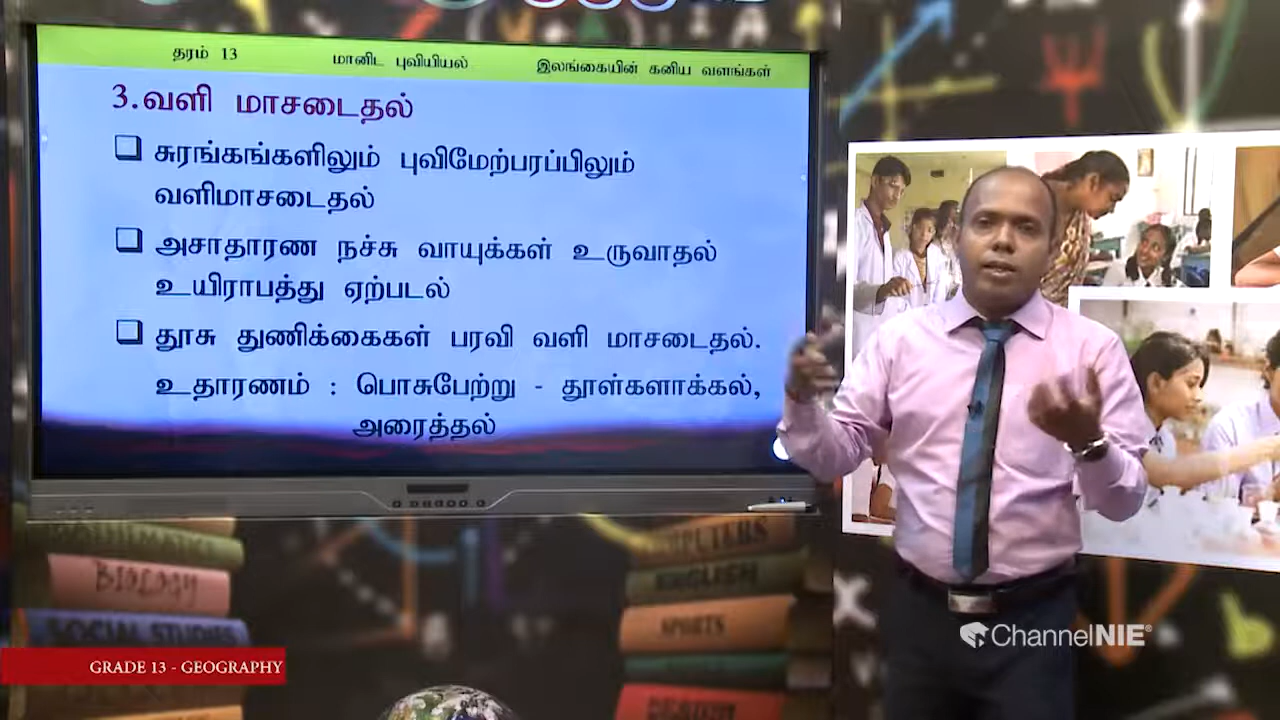 தரம் 13 மானிட புவியியல் இலங்கையின் கனிய வளங்கள்
3.வளி மாசடைதல்
❑ சுரங்கங்களிலும் புவிமேற்பரப்பிலும்
வளிமாசடைதல்
❑ அசாதாரண நச்சு வாயுக்கள் உருவாதல்
உயிராபத்து ஏற்படல்
❑ தூசு துணிக்கைகள் பரவி வளி மாசடைதல்.
உதாரணம் : பொசுபேற்று - தூள்களாக்கல்,
அரைத்தல்
MATHEMATICS
BIOLOGY
SOCIAL STUDIES
COMPUTERS
ENGLISH
SPORTS
GRADE 13 - GEOGRAPHY
ChannelNIE®